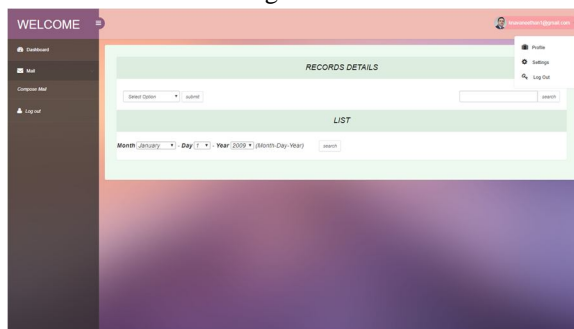 WELCOME
Dashboard
Mail
Compose Mail
Log out
Profile
Settings
Log Out
RECORDS DETAILS
Select Option submit search
LIST
Month January - Day 1 - Year 2009 (Month-Day-Year) search